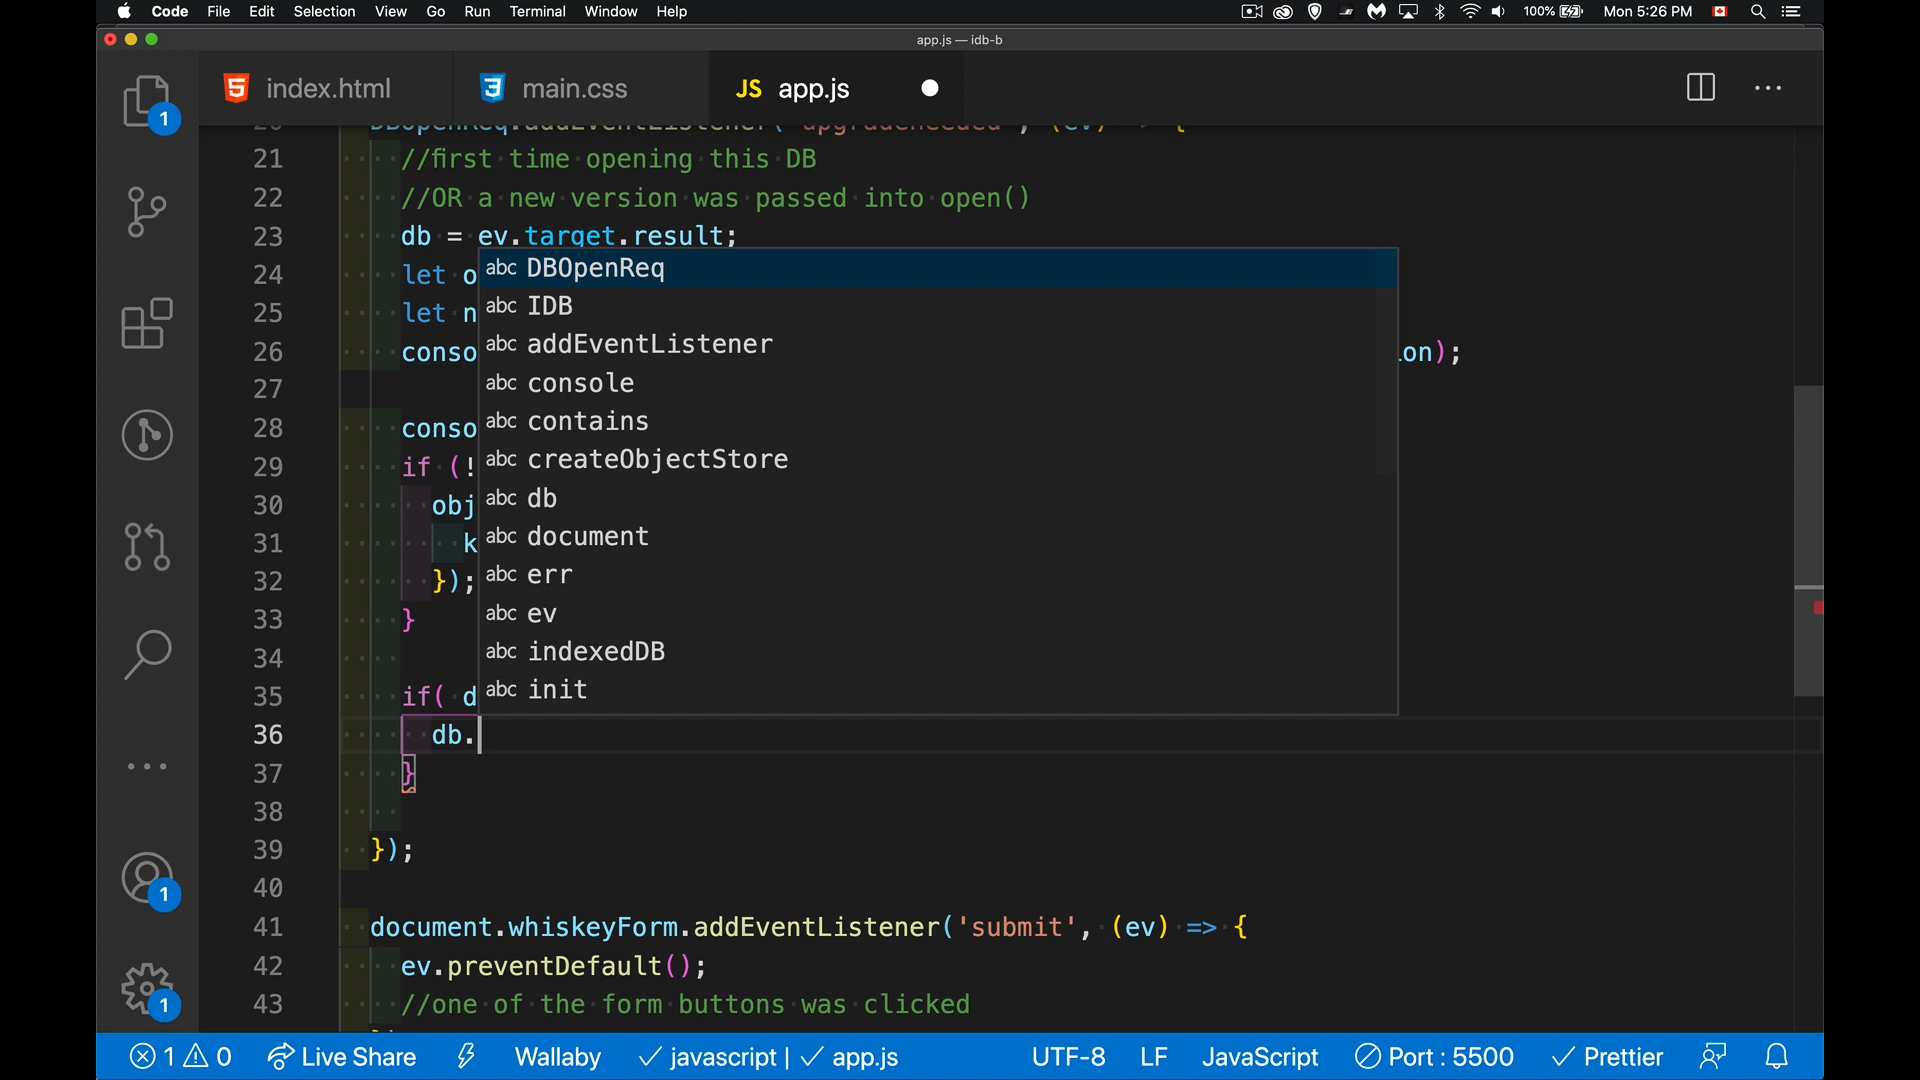 Code File Edit Selection View Go Run Terminal Window Help 100% Mon 5:26 PM
app.js — idb-b
index.html main.css JS app.js
21 //first time opening this DB
22 //OR a new version was passed into open()
23 db = ev.target.result;
24 let o
25 let n
26 conso on);
27
28 conso
29 if (!
30 obj
31 k
32 });
33 }
34
35 if( d
36 db.
37 }
38
39 });
40
41 document.whiskeyForm.addEventListener('submit', (ev) => {
42 ev.preventDefault();
43 //one of the form buttons was clicked
abc DBOpenReq
abc IDB
abc addEventListener
abc console
abc contains
abc createObjectStore
abc db
abc document
abc err
abc ev
abc indexedDB
abc init
1
1
1
1 0 Live Share Wallaby javascript | app.js UTF-8 LF JavaScript Port : 5500 Prettier